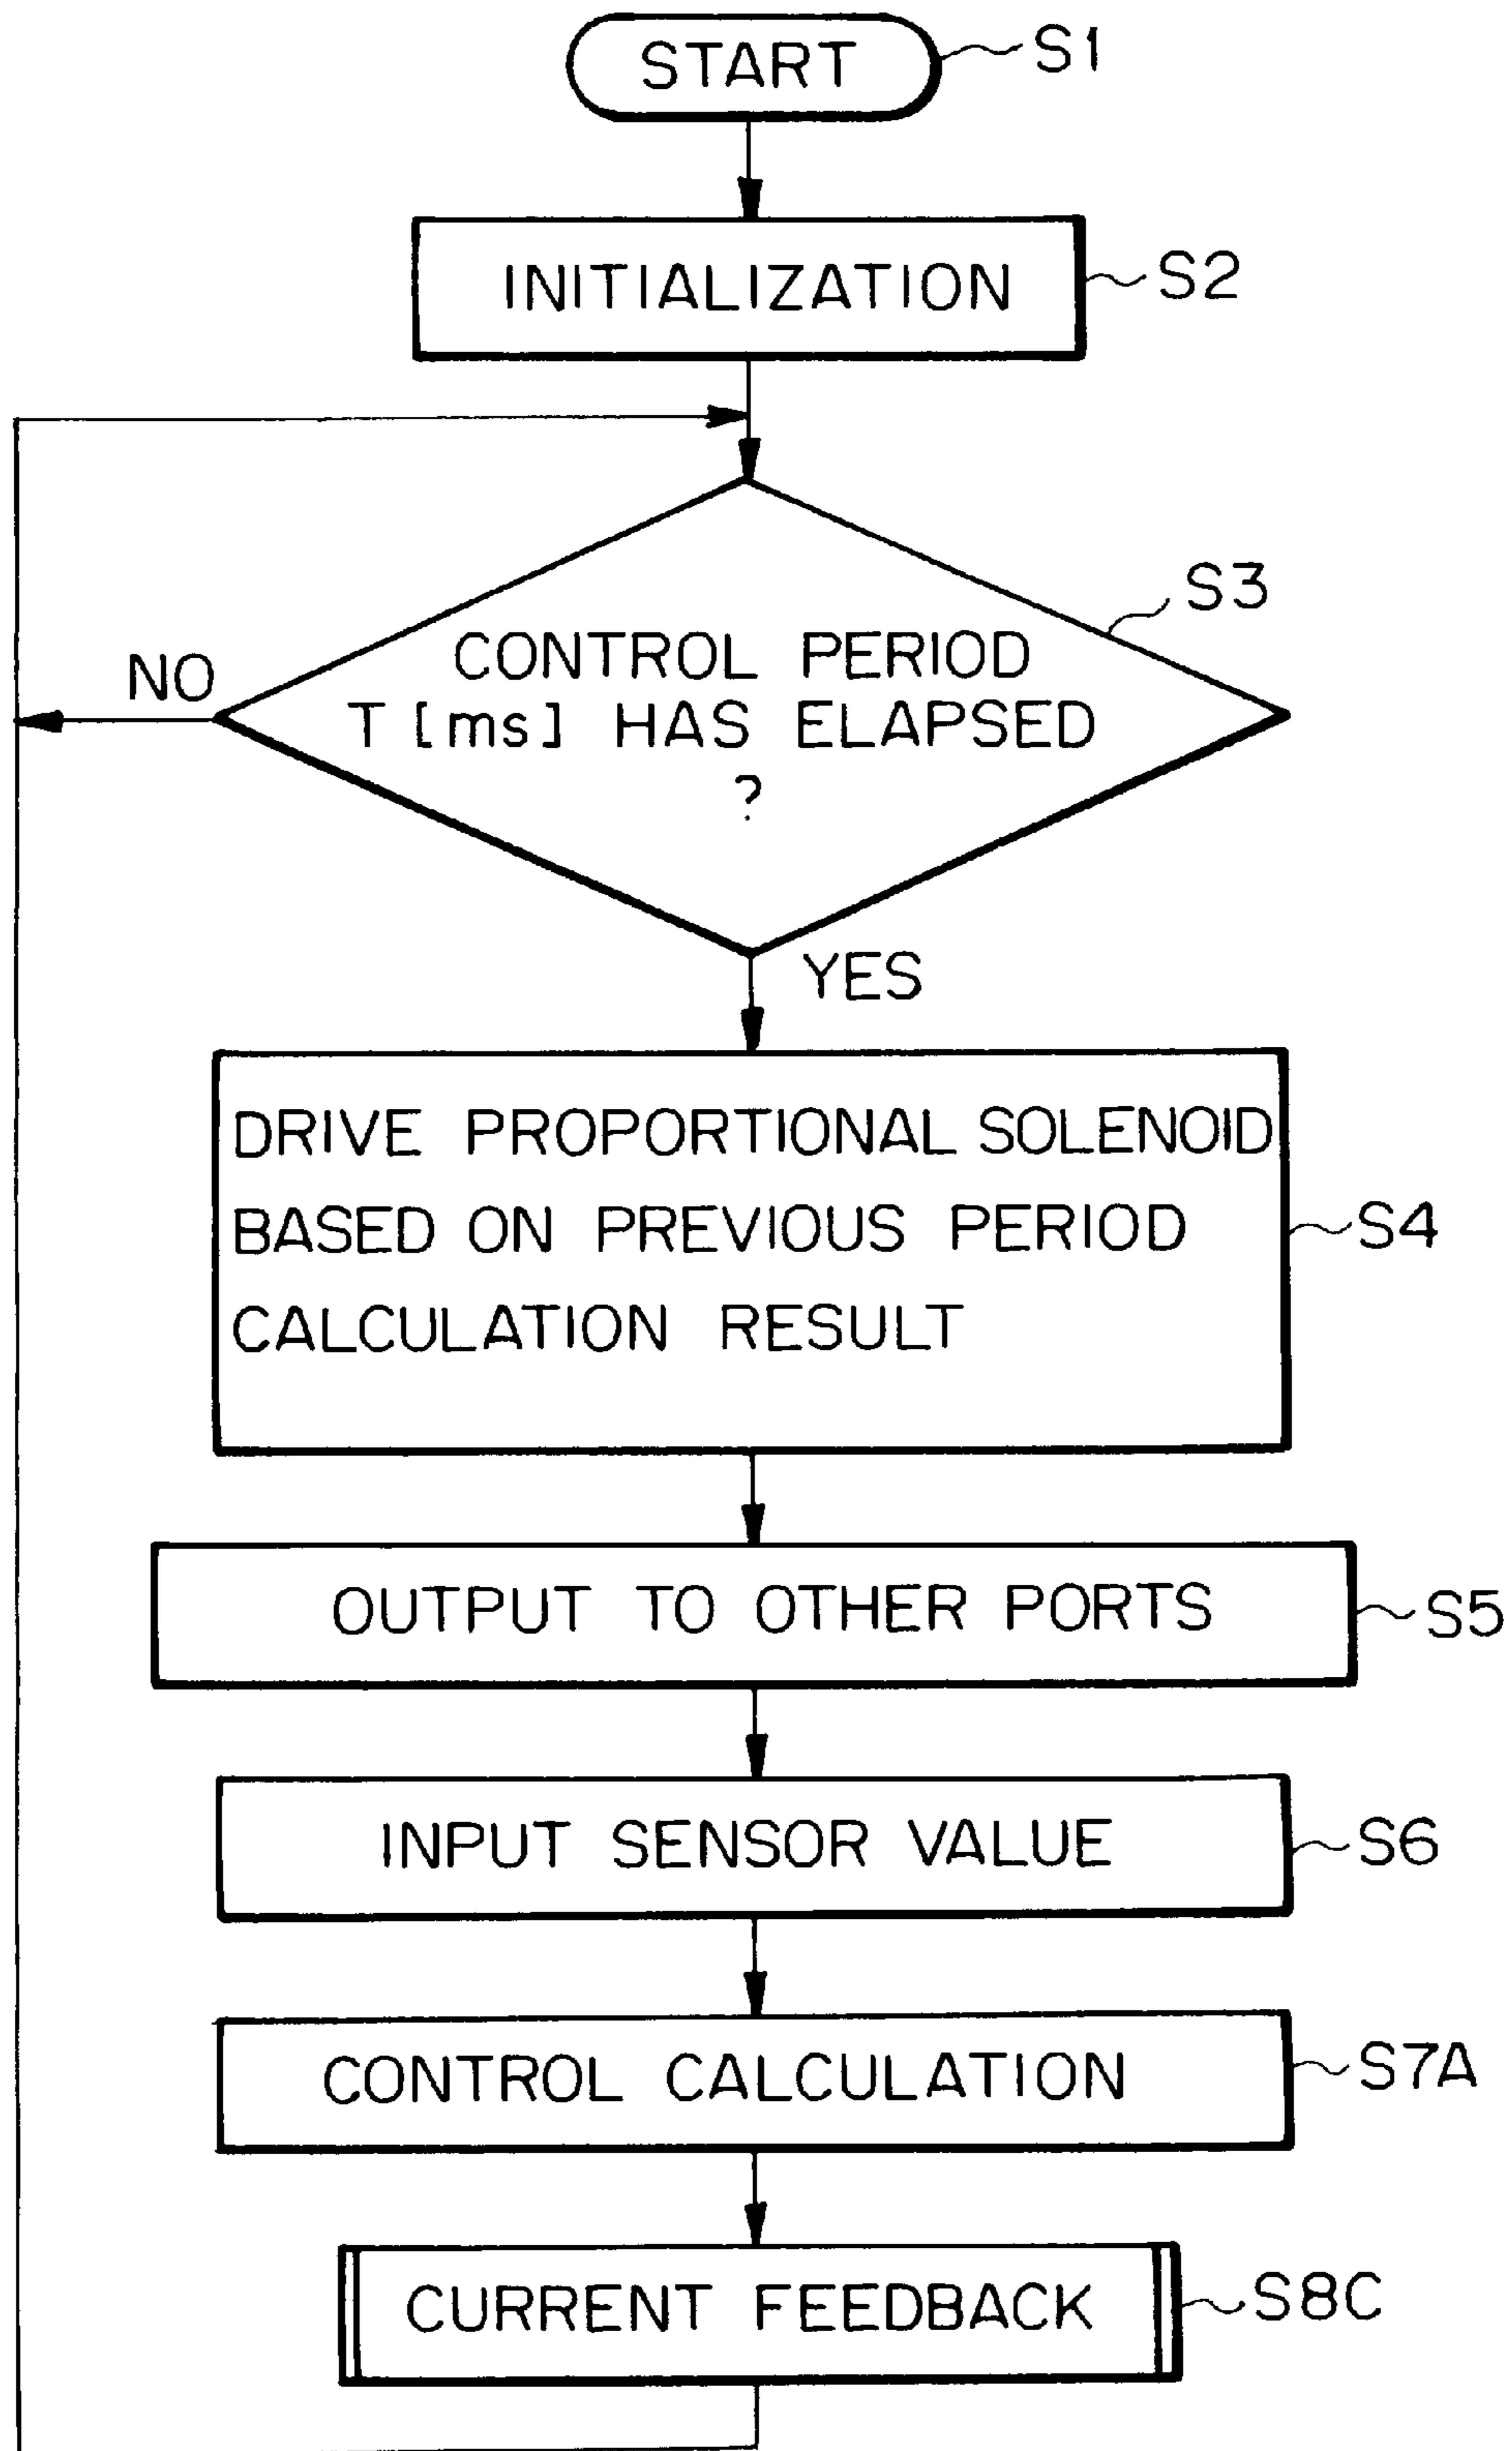 START
S1
INITIALIZATION
S2
S3
CONTROL PERIOD
T [ms] HAS ELAPSED
?
NO
YES
DRIVE PROPORTIONAL SOLENOID
BASED ON PREVIOUS PERIOD
CALCULATION RESULT
S4
OUTPUT TO OTHER PORTS
S5
INPUT SENSOR VALUE
S6
CONTROL CALCULATION
S7A
CURRENT FEEDBACK
S8C